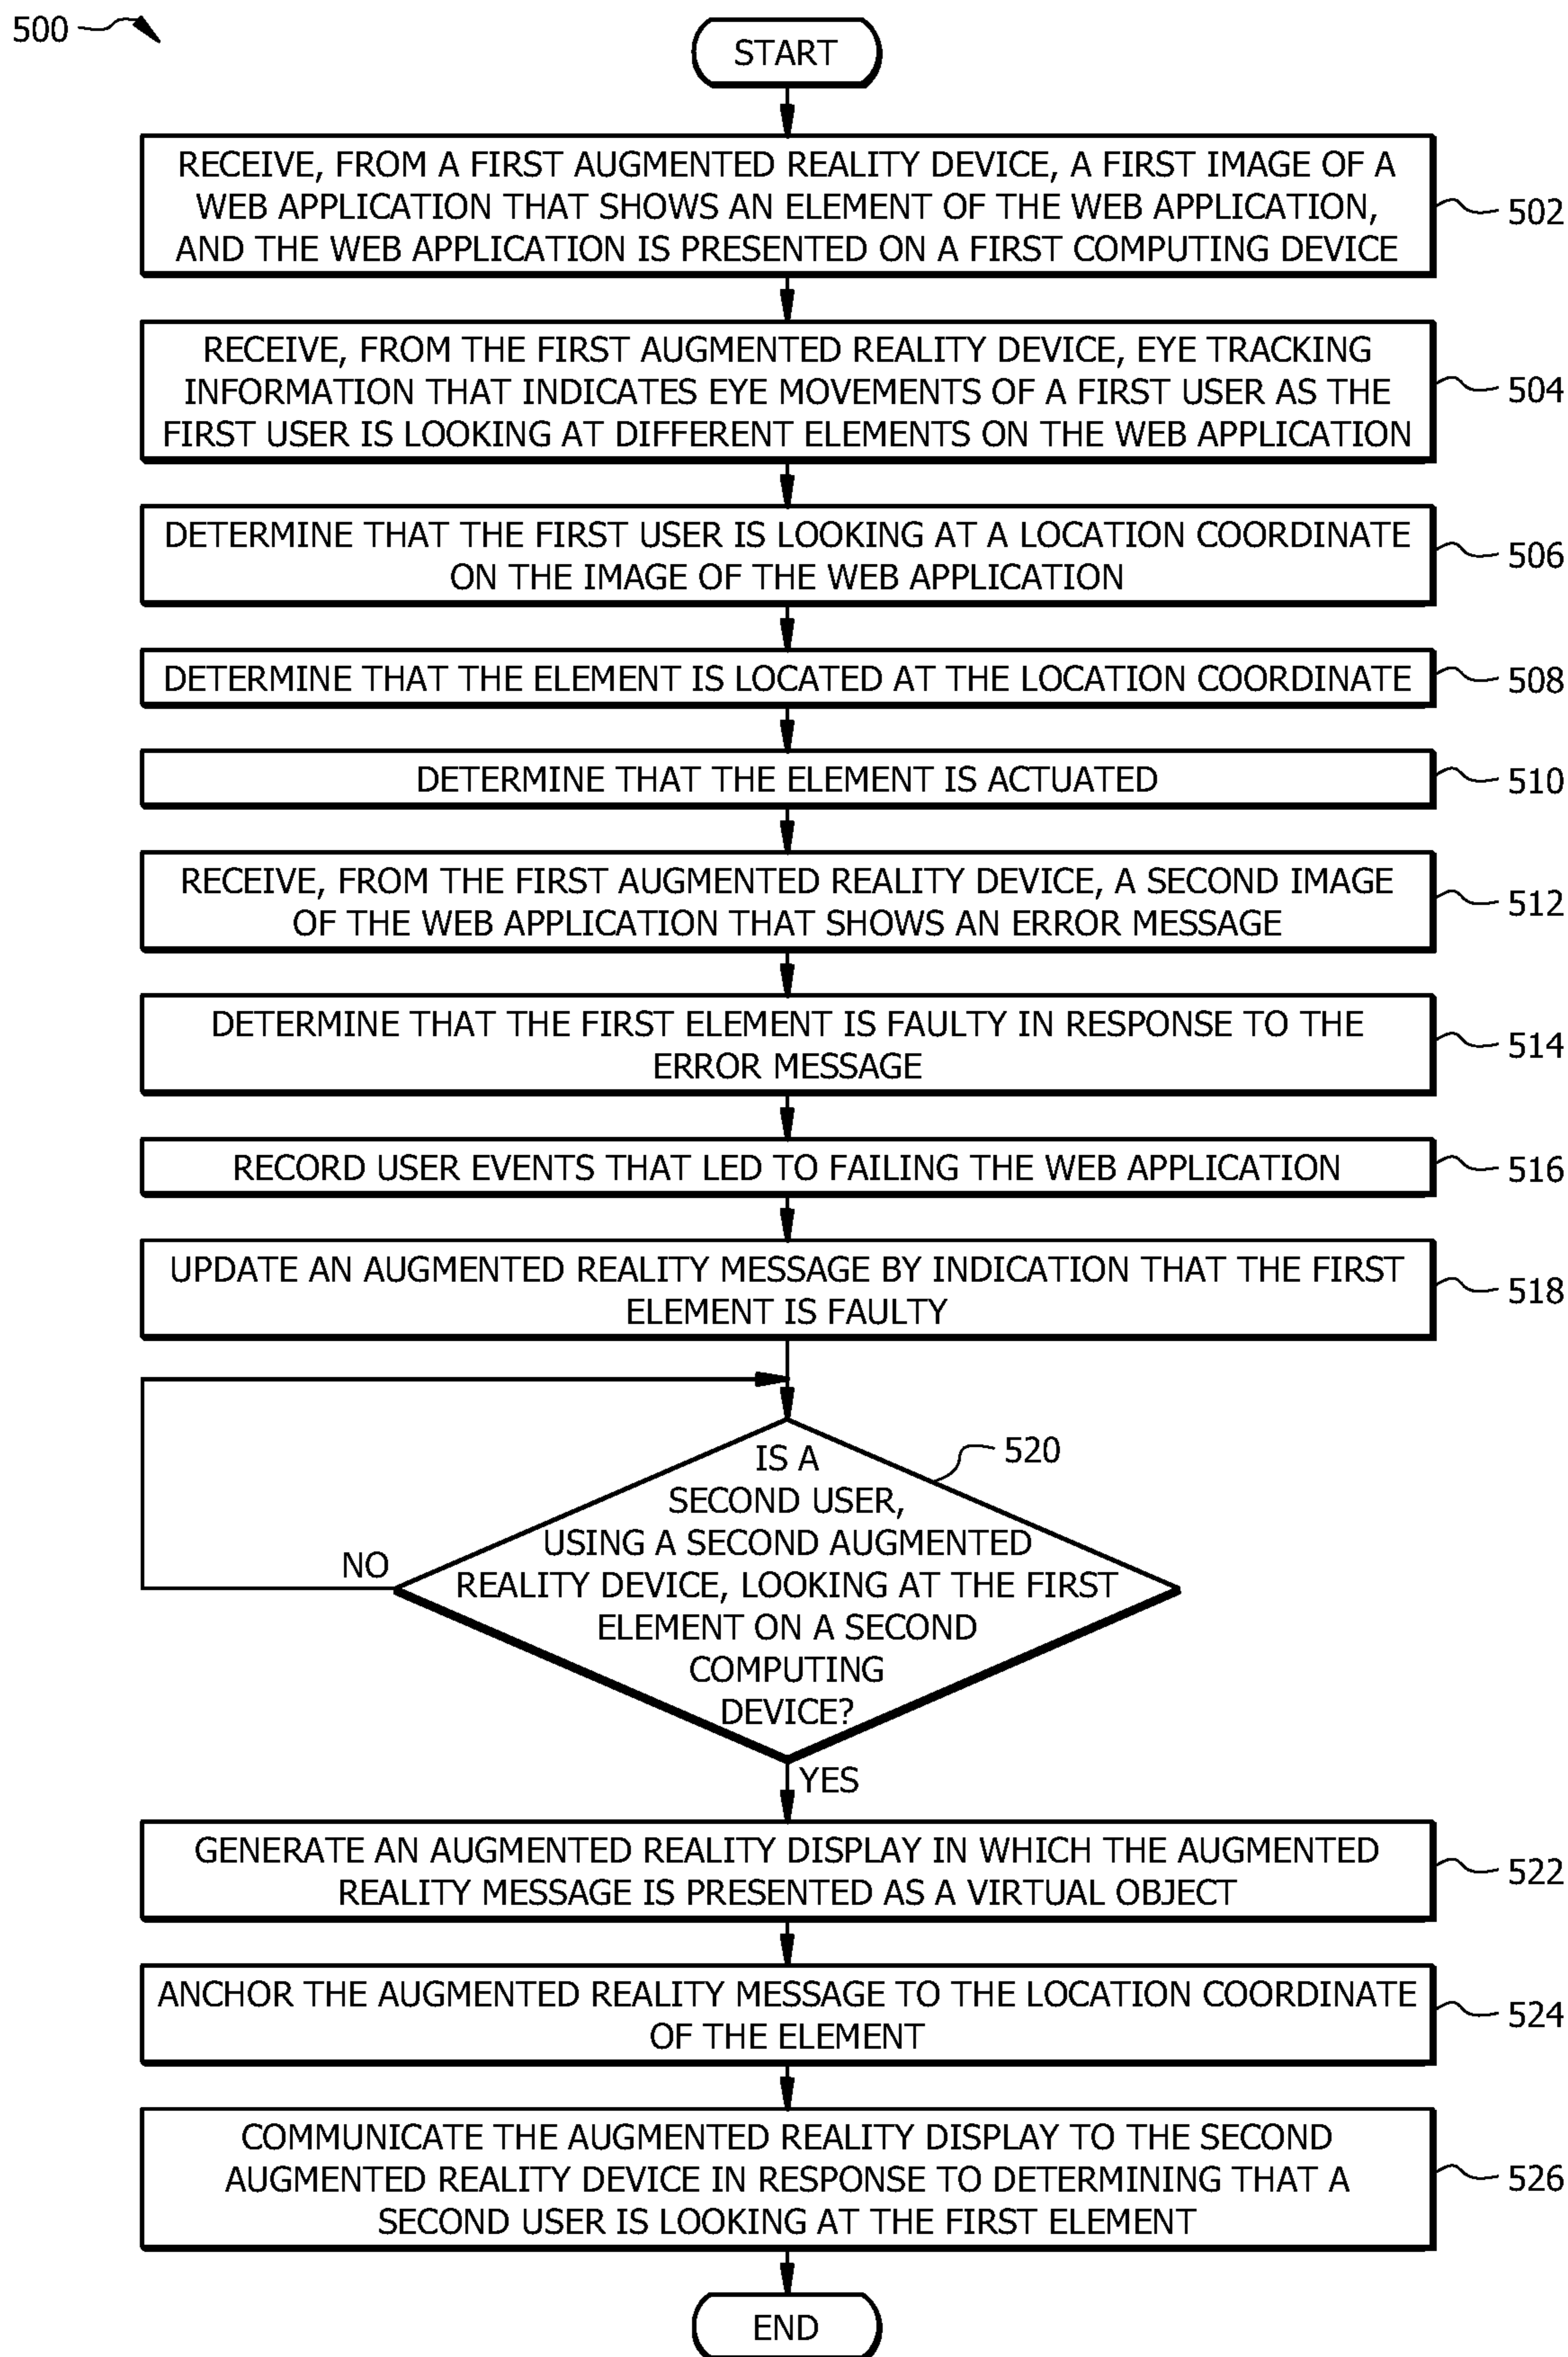 500
START
RECEIVE, FROM A FIRST AUGMENTED REALITY DEVICE, A FIRST IMAGE OF A
WEB APPLICATION THAT SHOWS AN ELEMENT OF THE WEB APPLICATION,
AND THE WEB APPLICATION IS PRESENTED ON A FIRST COMPUTING DEVICE
502
RECEIVE, FROM THE FIRST AUGMENTED REALITY DEVICE, EYE TRACKING
INFORMATION THAT INDICATES EYE MOVEMENTS OF A FIRST USER AS THE
FIRST USER IS LOOKING AT DIFFERENT ELEMENTS ON THE WEB APPLICATION
504
DETERMINE THAT THE FIRST USER IS LOOKING AT A LOCATION COORDINATE
ON THE IMAGE OF THE WEB APPLICATION
506
DETERMINE THAT THE ELEMENT IS LOCATED AT THE LOCATION COORDINATE
508
DETERMINE THAT THE ELEMENT IS ACTUATED
510
RECEIVE, FROM THE FIRST AUGMENTED REALITY DEVICE, A SECOND IMAGE
OF THE WEB APPLICATION THAT SHOWS AN ERROR MESSAGE
512
DETERMINE THAT THE FIRST ELEMENT IS FAULTY IN RESPONSE TO THE
ERROR MESSAGE
514
RECORD USER EVENTS THAT LED TO FAILING THE WEB APPLICATION
516
UPDATE AN AUGMENTED REALITY MESSAGE BY INDICATION THAT THE FIRST
ELEMENT IS FAULTY
518
IS A
SECOND USER,
USING A SECOND AUGMENTED
REALITY DEVICE, LOOKING AT THE FIRST
ELEMENT ON A SECOND
COMPUTING
DEVICE?
520
NO
YES
GENERATE AN AUGMENTED REALITY DISPLAY IN WHICH THE AUGMENTED
REALITY MESSAGE IS PRESENTED AS A VIRTUAL OBJECT
522
ANCHOR THE AUGMENTED REALITY MESSAGE TO THE LOCATION COORDINATE
OF THE ELEMENT
524
COMMUNICATE THE AUGMENTED REALITY DISPLAY TO THE SECOND
AUGMENTED REALITY DEVICE IN RESPONSE TO DETERMINING THAT A
SECOND USER IS LOOKING AT THE FIRST ELEMENT
526
END